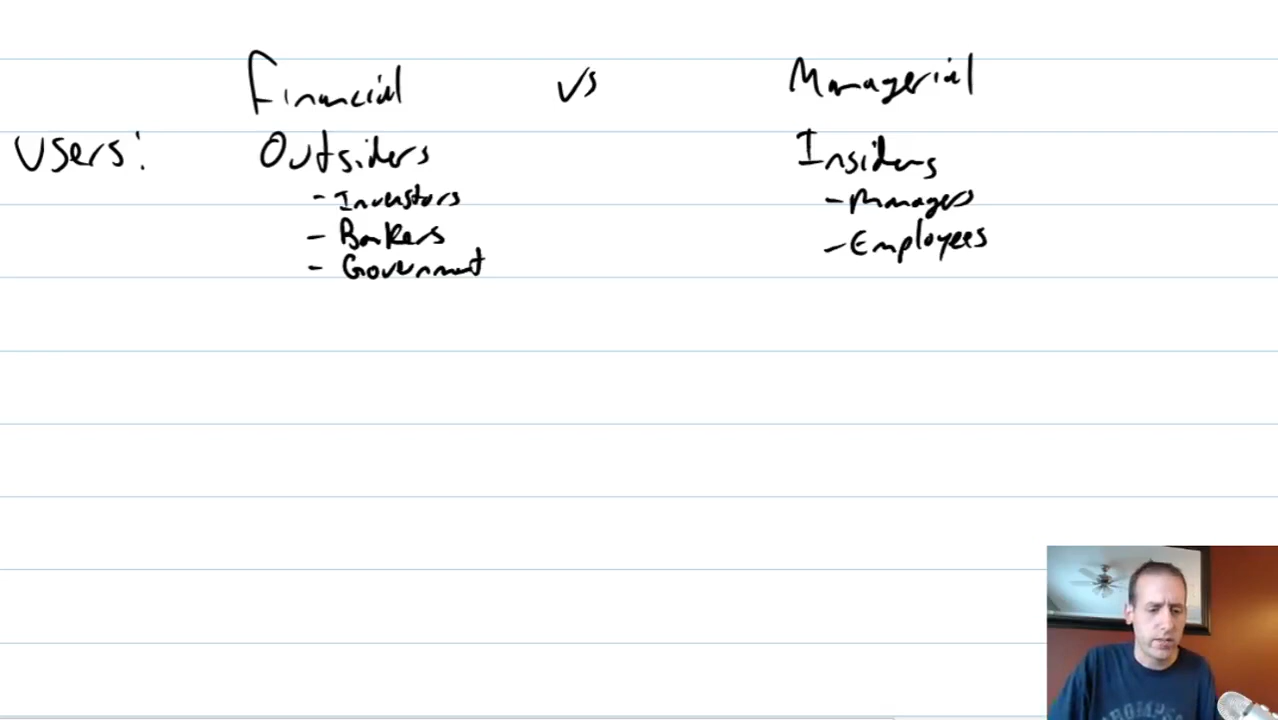 Financial vs Managerial
Users: Outsiders Insiders
- Investors - Managers
- Bankers - Employees
- Government